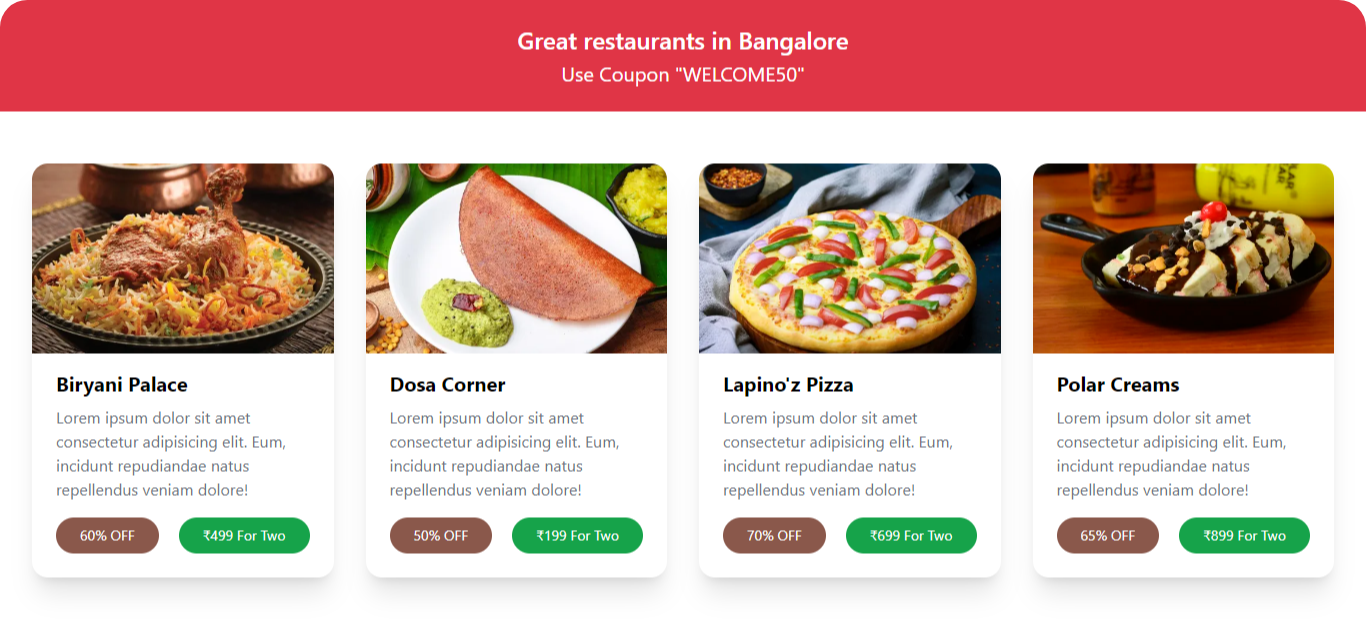 Great restaurants in Bangalore
Use Coupon "WELCOME50"
Biryani Palace
Lorem ipsum dolor sit amet
consectetur adipisicing elit. Eum,
incidunt repudiandae natus
repellendus veniam dolore!
60% OFF
₹499 For Two
Dosa Corner
Lorem ipsum dolor sit amet
consectetur adipisicing elit. Eum,
incidunt repudiandae natus
repellendus veniam dolore!
50% OFF
₹199 For Two
Lapino'z Pizza
Lorem ipsum dolor sit amet
consectetur adipisicing elit. Eum,
incidunt repudiandae natus
repellendus veniam dolore!
70% OFF
₹699 For Two
Polar Creams
Lorem ipsum dolor sit amet
consectetur adipisicing elit. Eum,
incidunt repudiandae natus
repellendus veniam dolore!
65% OFF
₹899 For Two